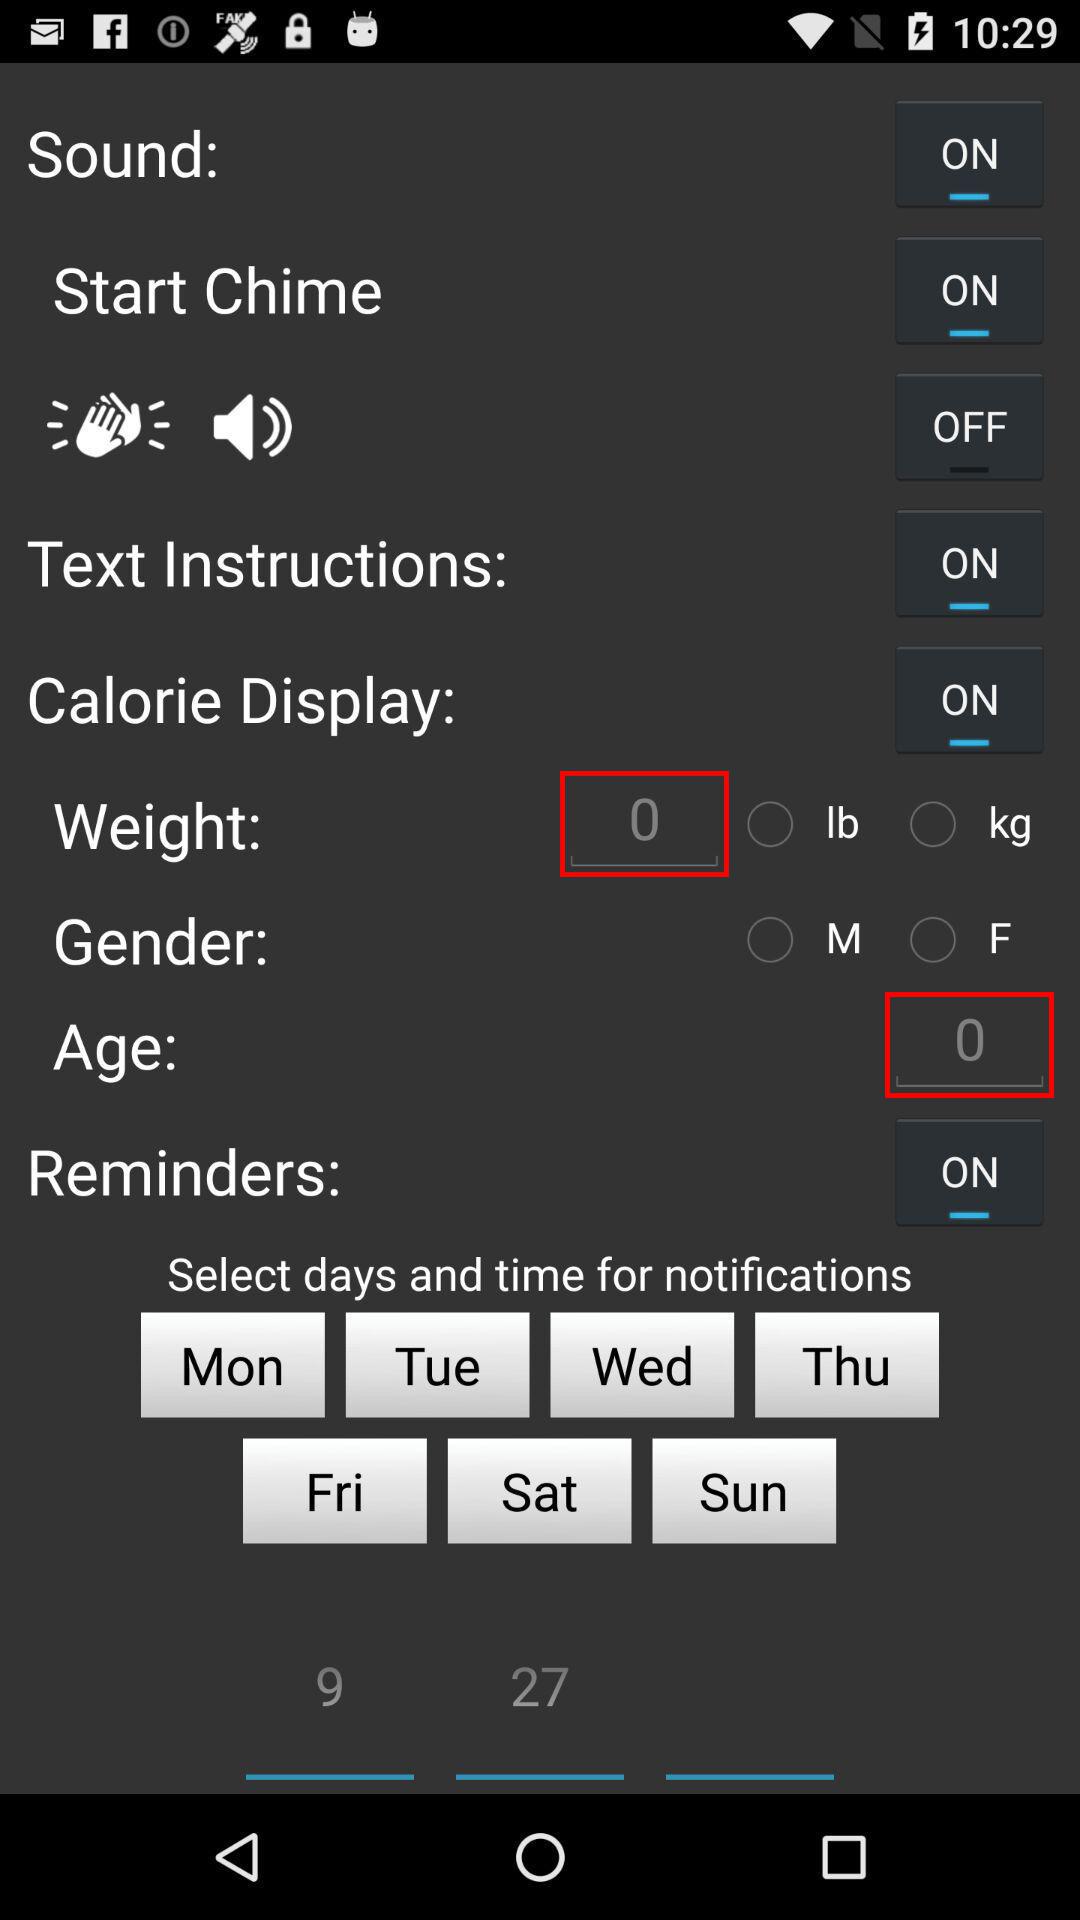 FAKE 10:29
Sound: ON
Start Chime ON
OFF
Text Instructions: ON
Calorie Display: ON
Weight: 0 lb kg
Gender: M F
Age: 0
Reminders: ON
Select days and time for notifications
Mon Tue Wed Thu
Fri Sat Sun
9 27